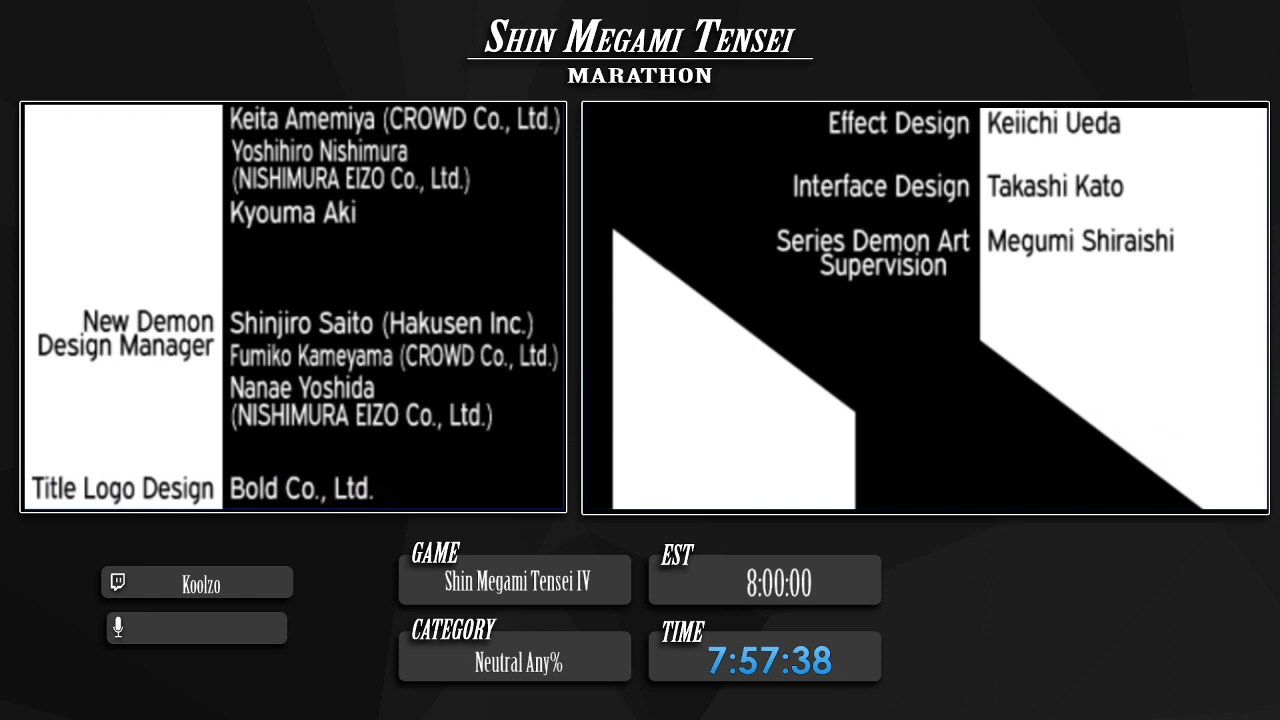 SHIN MEGAMI TENSEI
MARATHON
Keita Amemiya (CROWD Co., Ltd.)
Yoshihiro Nishimura
(NISHIMURA EIZO Co., Ltd.)
Kyouma Aki
New Demon
Design Manager
Shinjiro Saito (Hakusen Inc.)
Fumiko Kameyama (CROWD Co., Ltd.)
Nanae Yoshida
(NISHIMURA EIZO Co., Ltd.)
Title Logo Design
Bold Co., Ltd.
Effect Design
Keiichi Ueda
Interface Design
Takashi Kato
Series Demon Art
Supervision
Megumi Shiraishi
Koolzo
GAME
Shin Megami Tensei IV
EST
8:00:00
CATEGORY
Neutral Any%
TIME
7:57:38